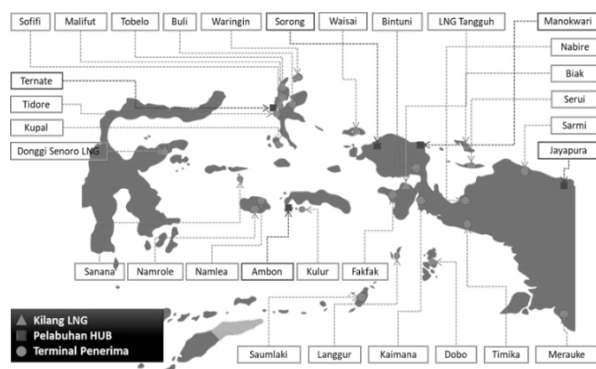 Sofifi
Malifut
Tobelo
Buli
Waringin
Sorong
Waisai
Bintuni
LNG Tangguh
Manokwari
Nabire
Biak
Serui
Sarmi
Jayapura
Ternate
Tidore
Kupal
Donggi Senoro LNG
Sanana
Namrole
Namlea
Ambon
Kulur
Fakfak
Saumlaki
Langgur
Kaimana
Dobo
Timika
Merauke
Kilang LNG
Pelabuhan HUB
Terminal Penerima